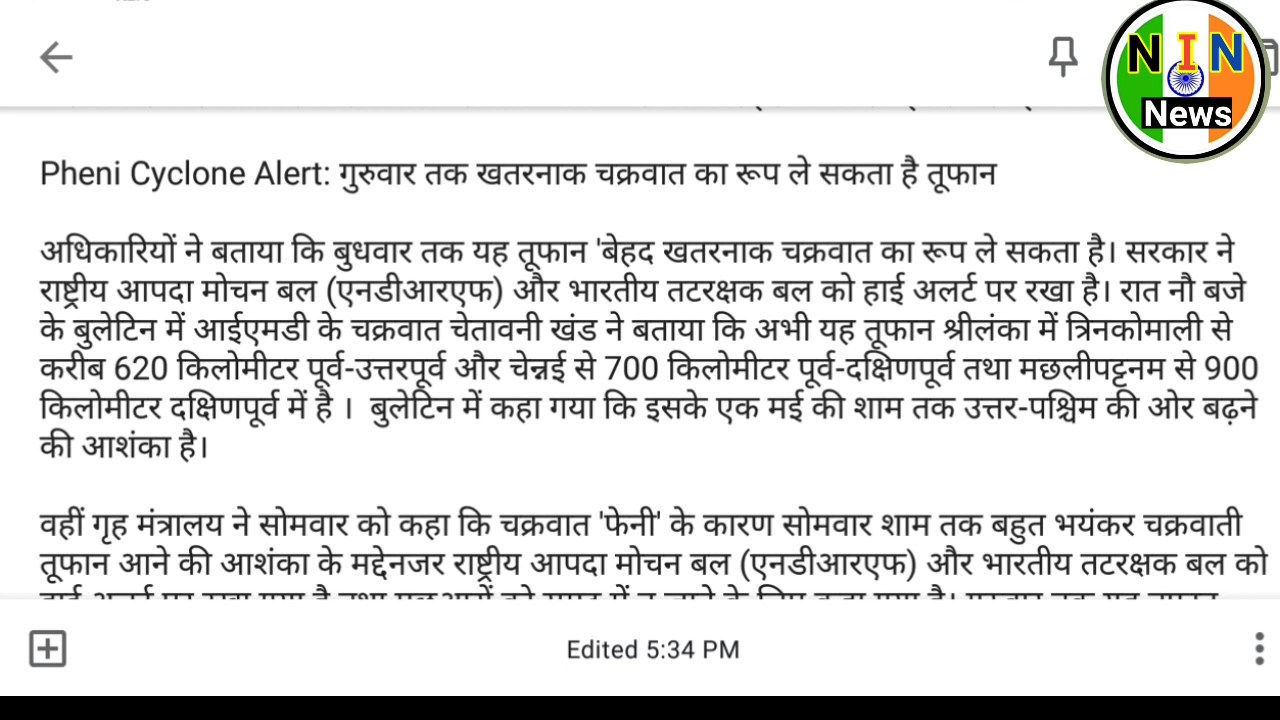 N I N
News
Pheni Cyclone Alert: गुरुवार तक खतरनाक चक्रवात का रूप ले सकता है तूफान
अधिकारियों ने बताया कि बुधवार तक यह तूफान 'बेहद खतरनाक चक्रवात का रूप ले सकता है। सरकार ने
राष्ट्रीय आपदा मोचन बल (एनडीआरएफ) और भारतीय तटरक्षक बल को हाई अलर्ट पर रखा है। रात नौ बजे
के बुलेटिन में आईएमडी के चक्रवात चेतावनी खंड ने बताया कि अभी यह तूफान श्रीलंका में त्रिनकोमाली से
करीब 620 किलोमीटर पूर्व-उत्तरपूर्व और चेन्नई से 700 किलोमीटर पूर्व-दक्षिणपूर्व तथा मछलीपट्टनम से 900
किलोमीटर दक्षिणपूर्व में है । बुलेटिन में कहा गया कि इसके एक मई की शाम तक उत्तर-पश्चिम की ओर बढ़ने
की आशंका है।
वहीं गृह मंत्रालय ने सोमवार को कहा कि चक्रवात 'फेनी' के कारण सोमवार शाम तक बहुत भयंकर चक्रवाती
तूफान आने की आशंका के मद्देनजर राष्ट्रीय आपदा मोचन बल (एनडीआरएफ) और भारतीय तटरक्षक बल को
Edited 5:34 PM